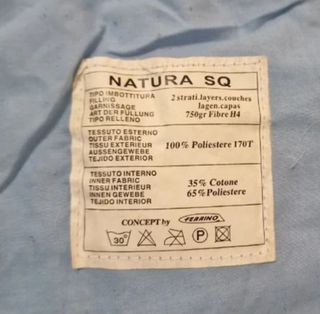 NATURA SQ
TIPO IMBOTTITURA
FILLING
GARNISSAGE
ART DER FÜLLUNG
TIPO RELLENO
2 strati.layers.couches
lagen.capas
750gr Fibre H4
TESSUTO ESTERNO
OUTER FABRIC
TISSU EXTERIEUR
AUSSENGEWEBE
TEJIDO EXTERIOR
100% Poliestere 170T
TESSUTO INTERNO
INNER FABRIC
TISSU INTERIEUR
INNEN GEWEBE
TEJIDO INTERIOR
35% Cotone
65% Poliestere
CONCEPT by FERRINO
30° P